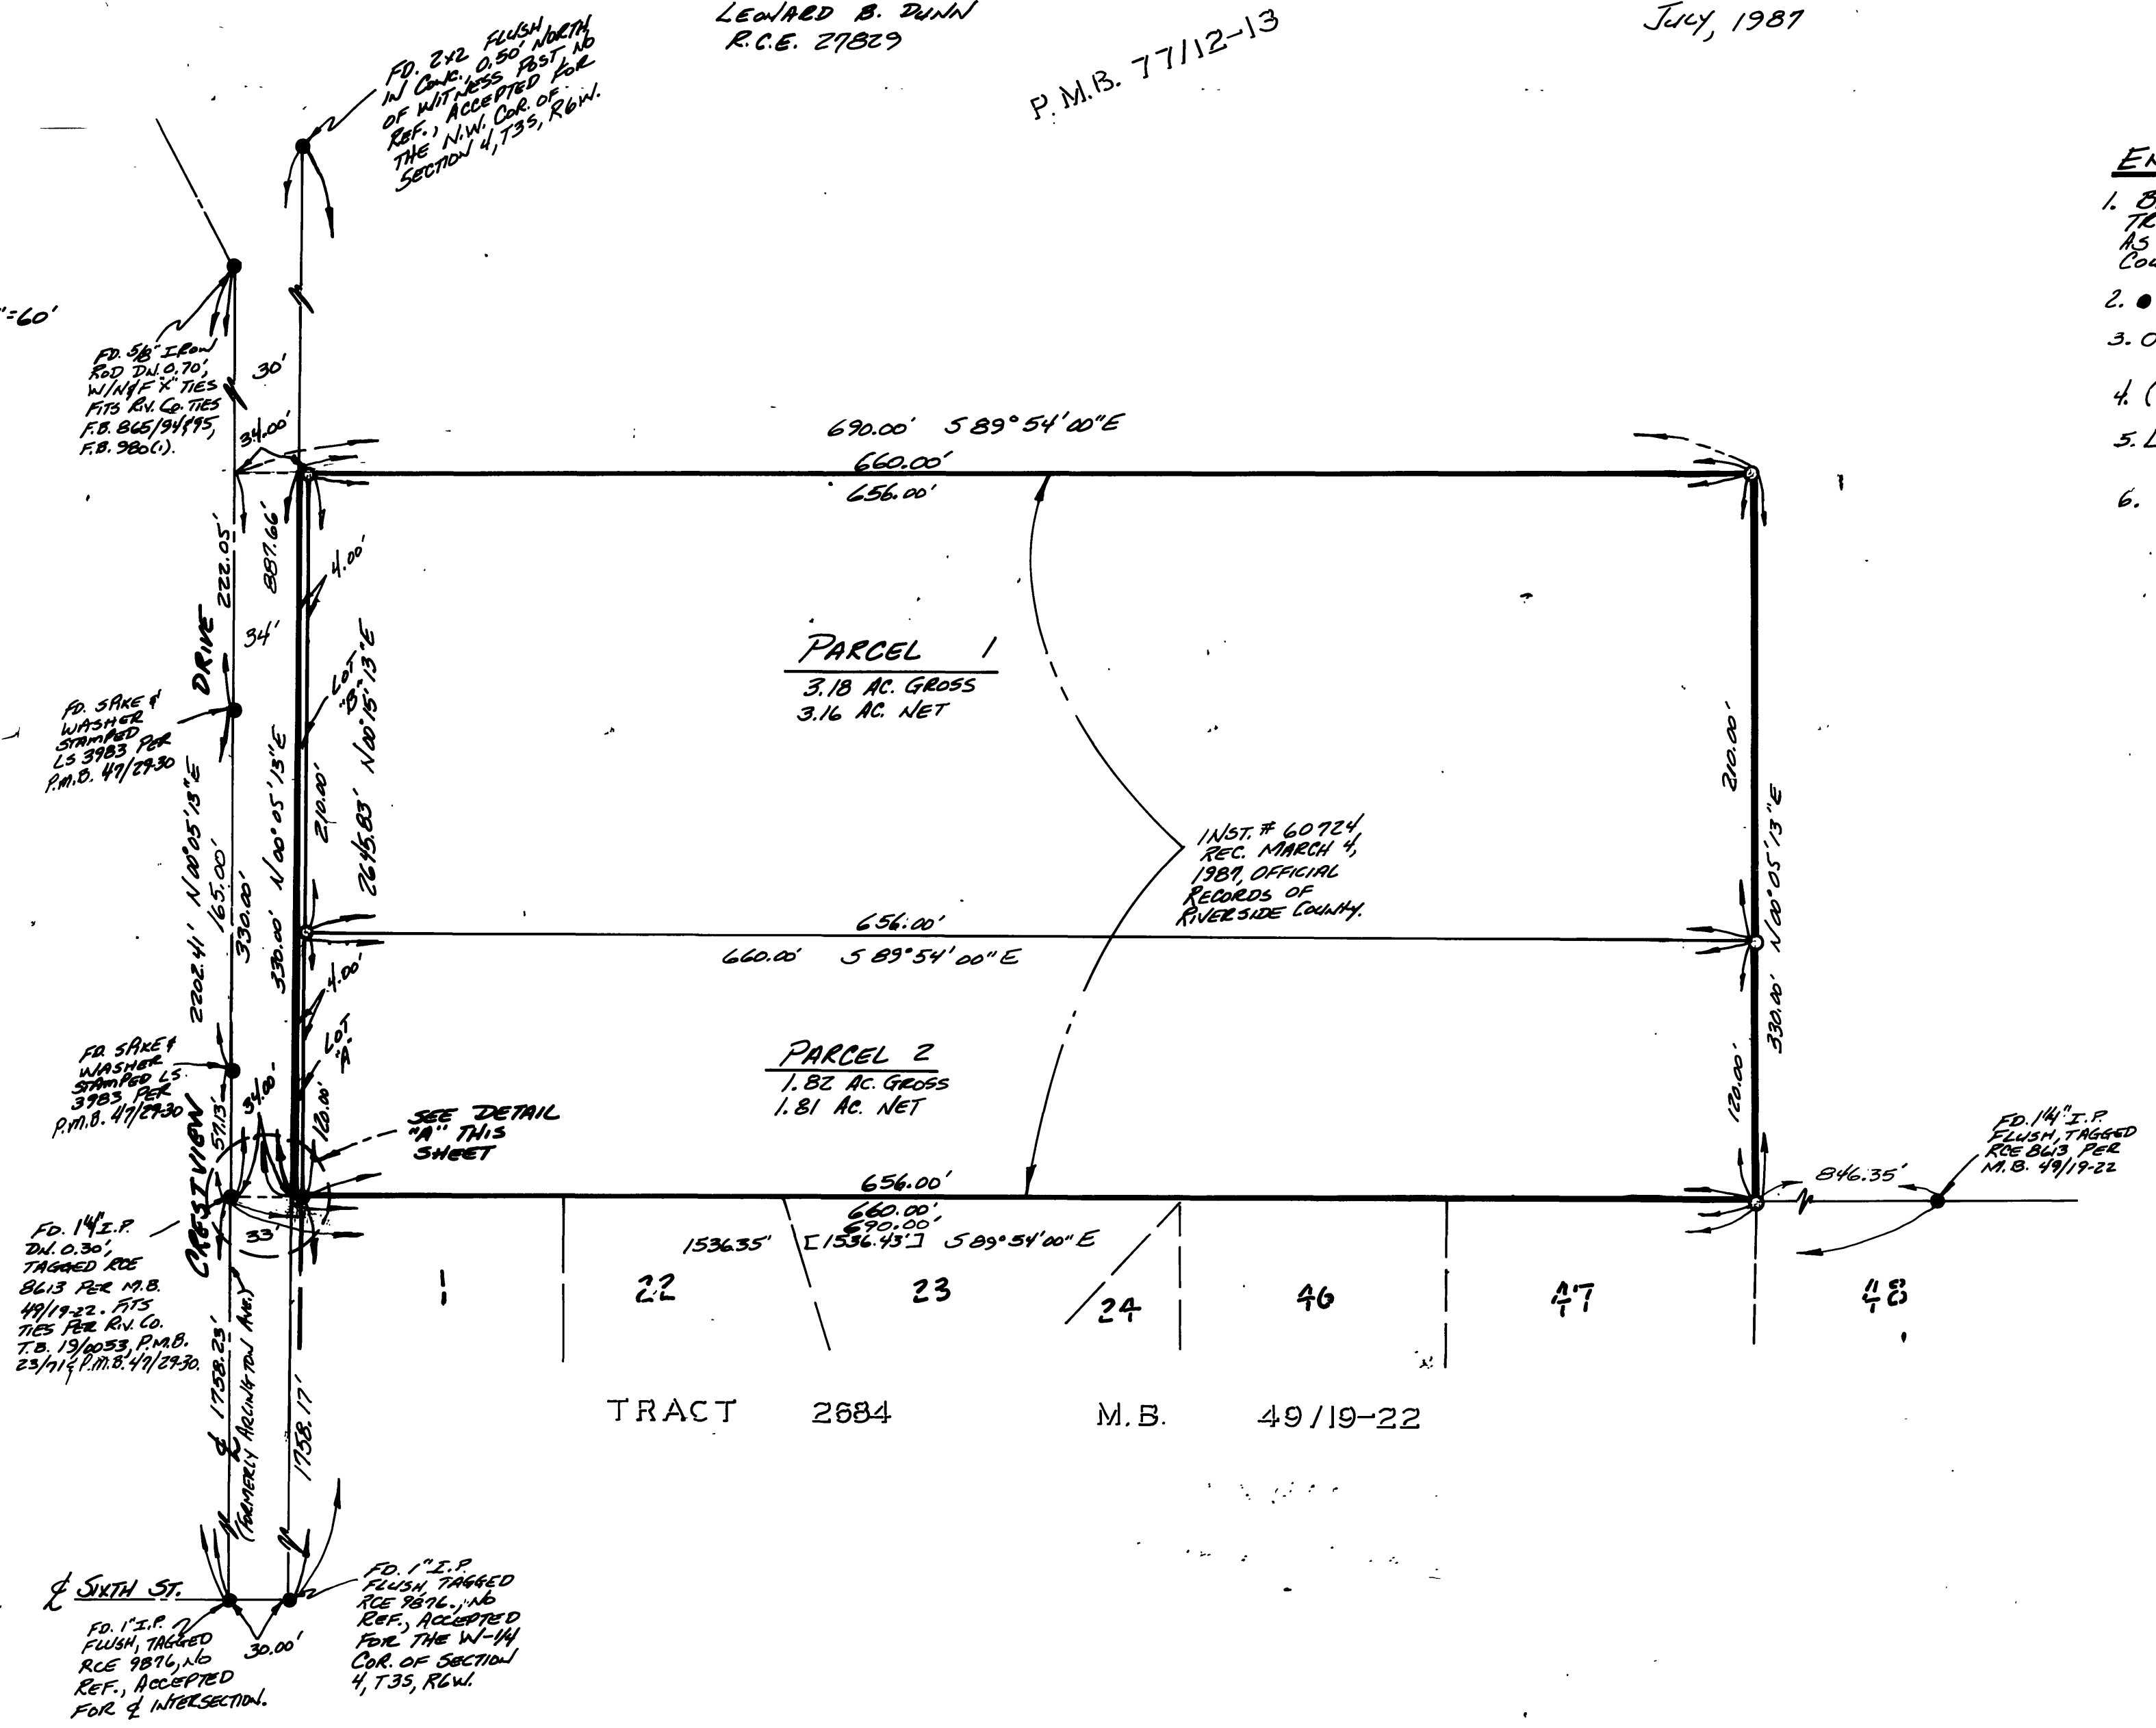 LEONARD B. DUNN
R.C.E. 27829
P.M.B. 77/12-13
JULY, 1987
FD. 2x2 FLUSH
IN CONC., 0.50' NORTH
OF WITNESS POST, NO
REF., ACCEPTED FOR
THE N.W. COR. OF
SECTION 4, T3S, R6W.
"=60'
1.
TR
AS
2. ●
3.
4. (
5. L
6.
FD. 5/8" IRON
ROD DN. 0.70',
W/N&F "X" TIES
FITS RIV. CO. TIES
F.B. 865/94&95,
F.B. 980(1).
30'
34.00'
690.00' S 89°54'00" E
660.00'
656.00'
222.05'
887.66'
4.00'
34'
LOT
"B"
PARCEL 1
3.18 AC. GROSS
3.16 AC. NET
FD. SPIKE &
WASHER
STAMPED
LS 3983 PER
P.M.B. 47/29-30
2202.41' N 00°05'13" E
165.00'
330.00'
330.00' N 00°05'13" E
210.00'
2645.83' N 00°15'13" E
210.00'
330.00' N 00°05'13" E
INST. # 60724
REC. MARCH 4,
1987, OFFICIAL
RECORDS OF
RIVERSIDE COUNTY.
656.00'
660.00' S 89°54'00" E
4.00'
LOT
"A"
PARCEL 2
1.82 AC. GROSS
1.81 AC. NET
FD. SPIKE &
WASHER
STAMPED LS
3983 PER
P.M.B. 47/29-30
57.13'
34.00'
120.00'
SEE DETAIL
"A" THIS
SHEET
120.00'
CRESTVIEW DRIVE
FD. 1¼" I.P.
FLUSH, TAGGED
RCE 8613 PER
M.B. 49/19-22
846.35'
656.00'
660.00'
690.00'
1536.35" [1536.43'] S 89°54'00" E
33'
FD. 1¼" I.P.
DN. 0.30',
TAGGED RCE
8613 PER M.B.
49/19-22. FITS
TIES PER RIV. CO.
T.B. 19/0053, P.M.B.
23/71 & P.M.B. 47/29-30.
1 22 23 24 46 47 48
℄ 1758.23'
℄ (FORMERLY ARLINGTON AVE.)
1758.17'
TRACT 2684 M.B. 49/19-22
℄ SIXTH ST.
30.00'
FD. 1" I.P.
FLUSH, TAGGED
RCE 9876, NO
REF., ACCEPTED
FOR ℄ INTERSECTION.
FD. 1" I.P.
FLUSH, TAGGED
RCE 9876., NO
REF., ACCEPTED
FOR THE W-1/4
COR. OF SECTION
4, T3S, R6W.